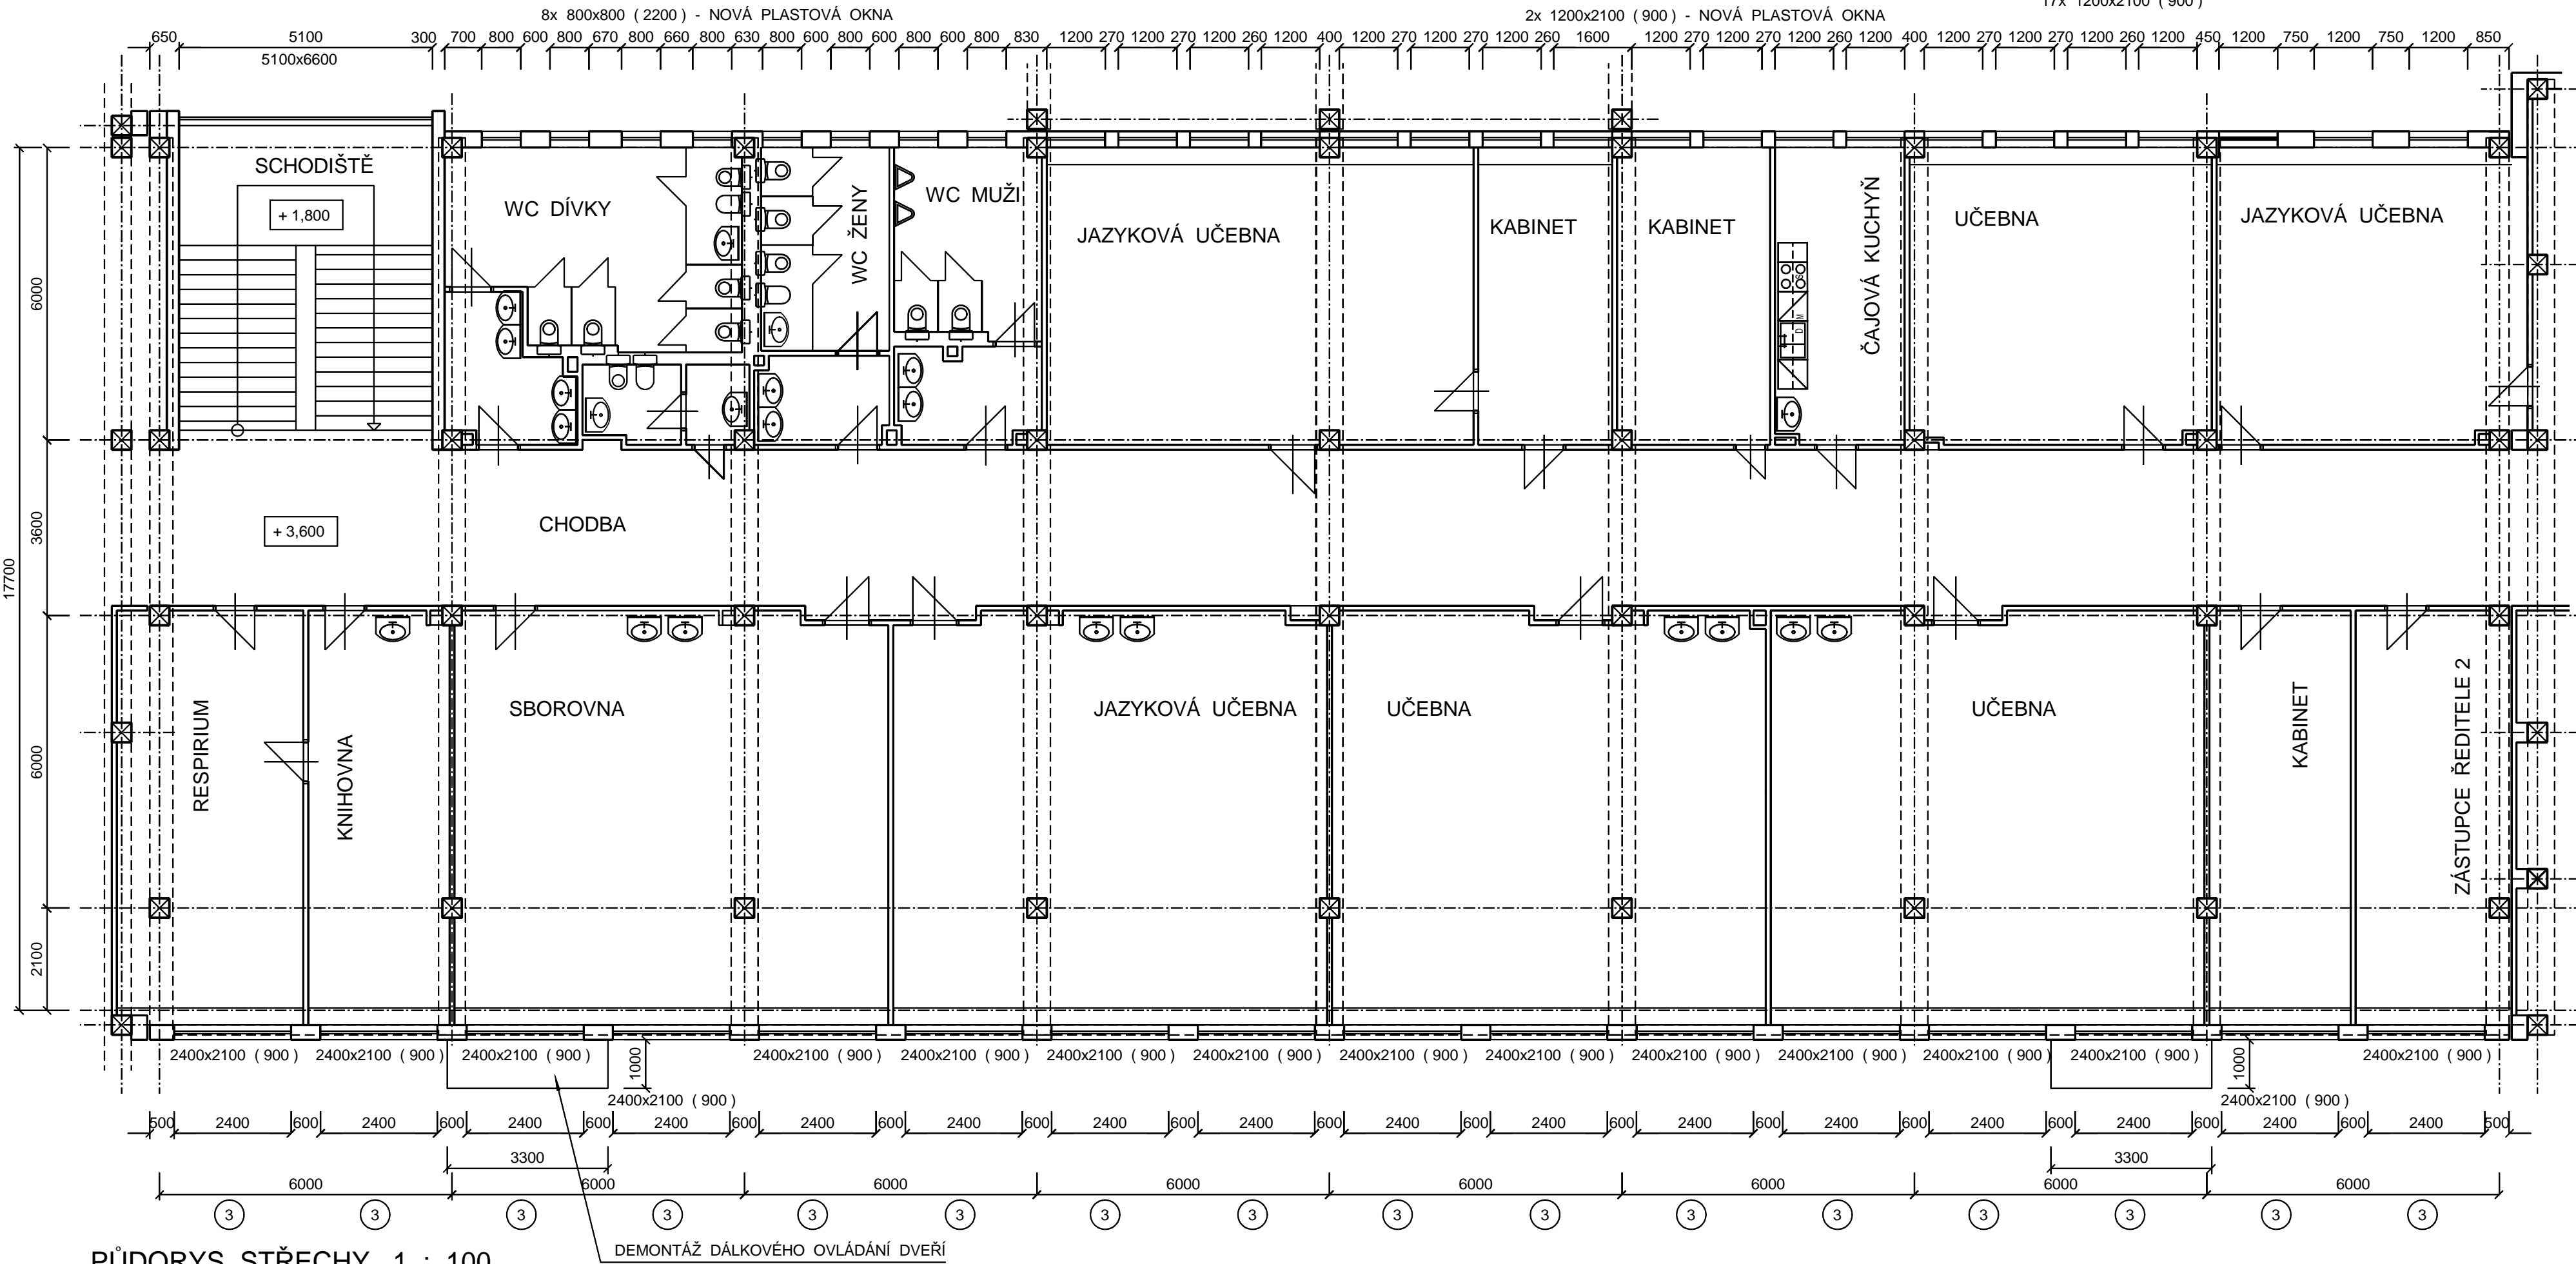 8x 800x800 ( 2200 ) - NOVÁ PLASTOVÁ OKNA
2x 1200x2100 ( 900 ) - NOVÁ PLASTOVÁ OKNA
17x 1200x2100 ( 900 )
650 5100 300 700 800 600 800 670 800 660 800 630 800 600 800 600 800 600 800 830 1200 270 1200 270 1200 260 1200 400 1200 270 1200 270 1200 260 1600 1200 270 1200 270 1200 260 1200 400 1200 270 1200 270 1200 260 1200 450 1200 750 1200 750 1200 850
5100x6600
SCHODIŠTĚ
+ 1,800
WC DÍVKY
WC ŽENY
WC MUŽI
JAZYKOVÁ UČEBNA
KABINET
KABINET
ČAJOVÁ KUCHYŇ
S
M
D
UČEBNA
JAZYKOVÁ UČEBNA
6000
3600
17700
6000
2100
+ 3,600
CHODBA
RESPIRIUM
KNIHOVNA
SBOROVNA
JAZYKOVÁ UČEBNA
UČEBNA
UČEBNA
KABINET
ZÁSTUPCE ŘEDITELE 2
2400x2100 ( 900 ) 2400x2100 ( 900 ) 2400x2100 ( 900 ) 2400x2100 ( 900 ) 2400x2100 ( 900 ) 2400x2100 ( 900 ) 2400x2100 ( 900 ) 2400x2100 ( 900 ) 2400x2100 ( 900 ) 2400x2100 ( 900 ) 2400x2100 ( 900 ) 2400x2100 ( 900 ) 2400x2100 ( 900 ) 2400x2100 ( 900 )
1000
1000
2400x2100 ( 900 )
2400x2100 ( 900 )
500 2400 600 2400 600 2400 600 2400 600 2400 600 2400 600 2400 600 2400 600 2400 600 2400 600 2400 600 2400 600 2400 600 2400 600 2400 600 2400 500
3300
3300
6000 6000 6000 6000 6000 6000 6000 6000
3 3 3 3 3 3 3 3 3 3 3 3 3 3 3 3
DEMONTÁŽ DÁLKOVÉHO OVLÁDÁNÍ DVEŘÍ
PŮDORYS STŘECHY 1 : 100